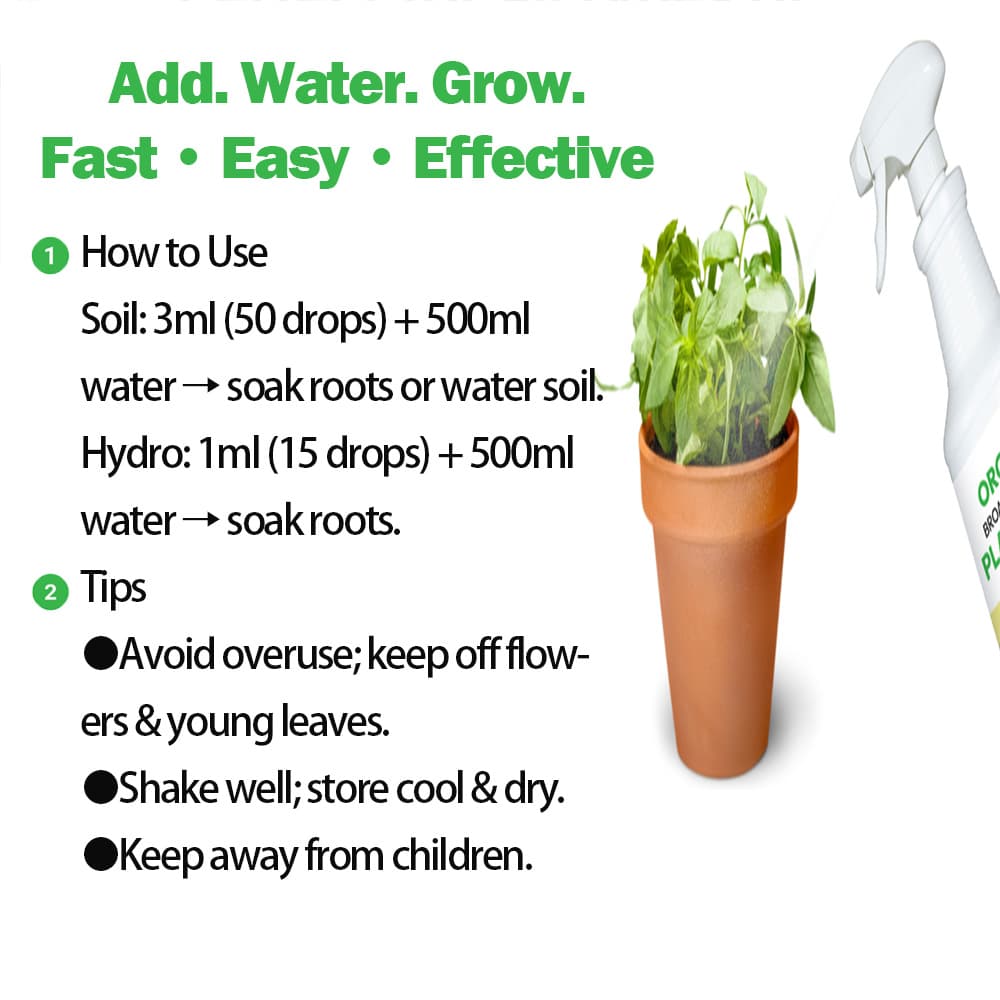 Add. Water. Grow.
Fast • Easy • Effective
1 How to Use
Soil: 3ml (50 drops) + 500ml
water → soak roots or water soil.
Hydro: 1ml (15 drops) + 500ml
water → soak roots.
2 Tips
●Avoid overuse; keep off flow-
ers & young leaves.
●Shake well; store cool & dry.
●Keep away from children.